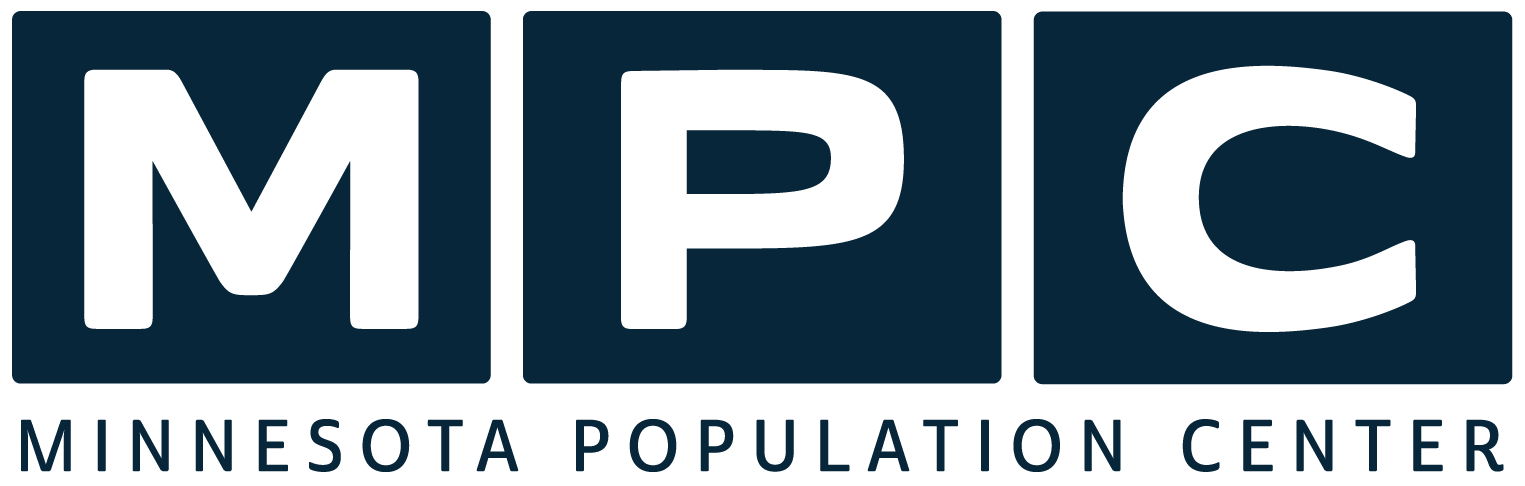 MPC
MINNESOTA POPULATION CENTER